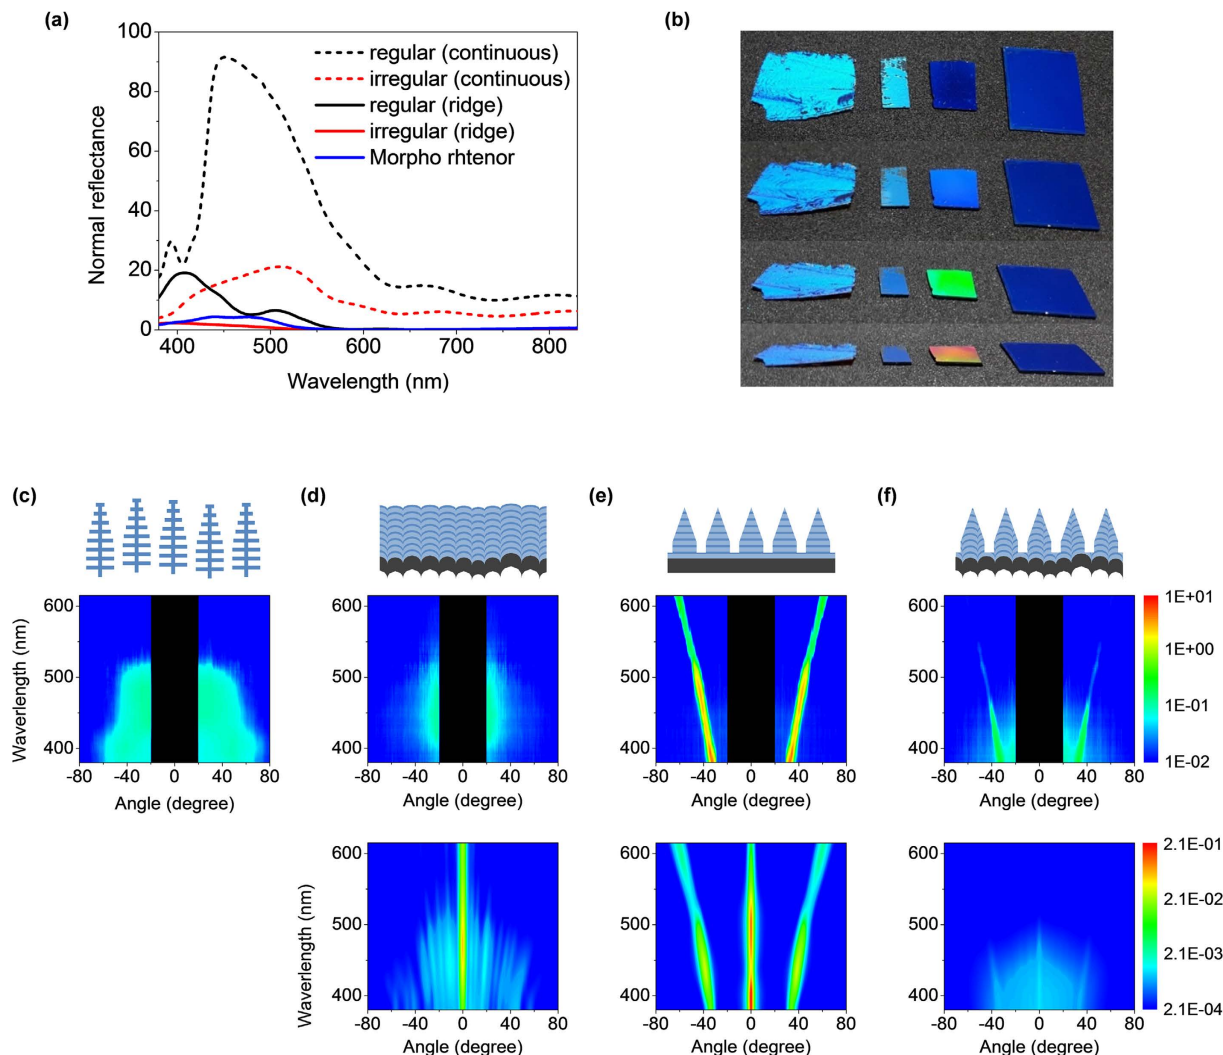 (a)
100
80
60
40
20
0
Normal reflectance
regular (continuous)
irregular (continuous)
regular (ridge)
irregular (ridge)
Morpho rhtenor
400 500 600 700 800
Wavelength (nm)
(b)
(c) (d) (e) (f)
Waverlength (nm)
600
500
400
-80 -40 0 40 80
Angle (degree)
600
500
400
-80 -40 0 40 80
Angle (degree)
600
500
400
-80 -40 0 40 80
Angle (degree)
600
500
400
-80 -40 0 40 80
Angle (degree)
1E+01
1E+00
1E-01
1E-02
Waverlength (nm)
600
500
400
-80 -40 0 40 80
Angle (degree)
600
500
400
-80 -40 0 40 80
Angle (degree)
600
500
400
-80 -40 0 40 80
Angle (degree)
2.1E-01
2.1E-02
2.1E-03
2.1E-04